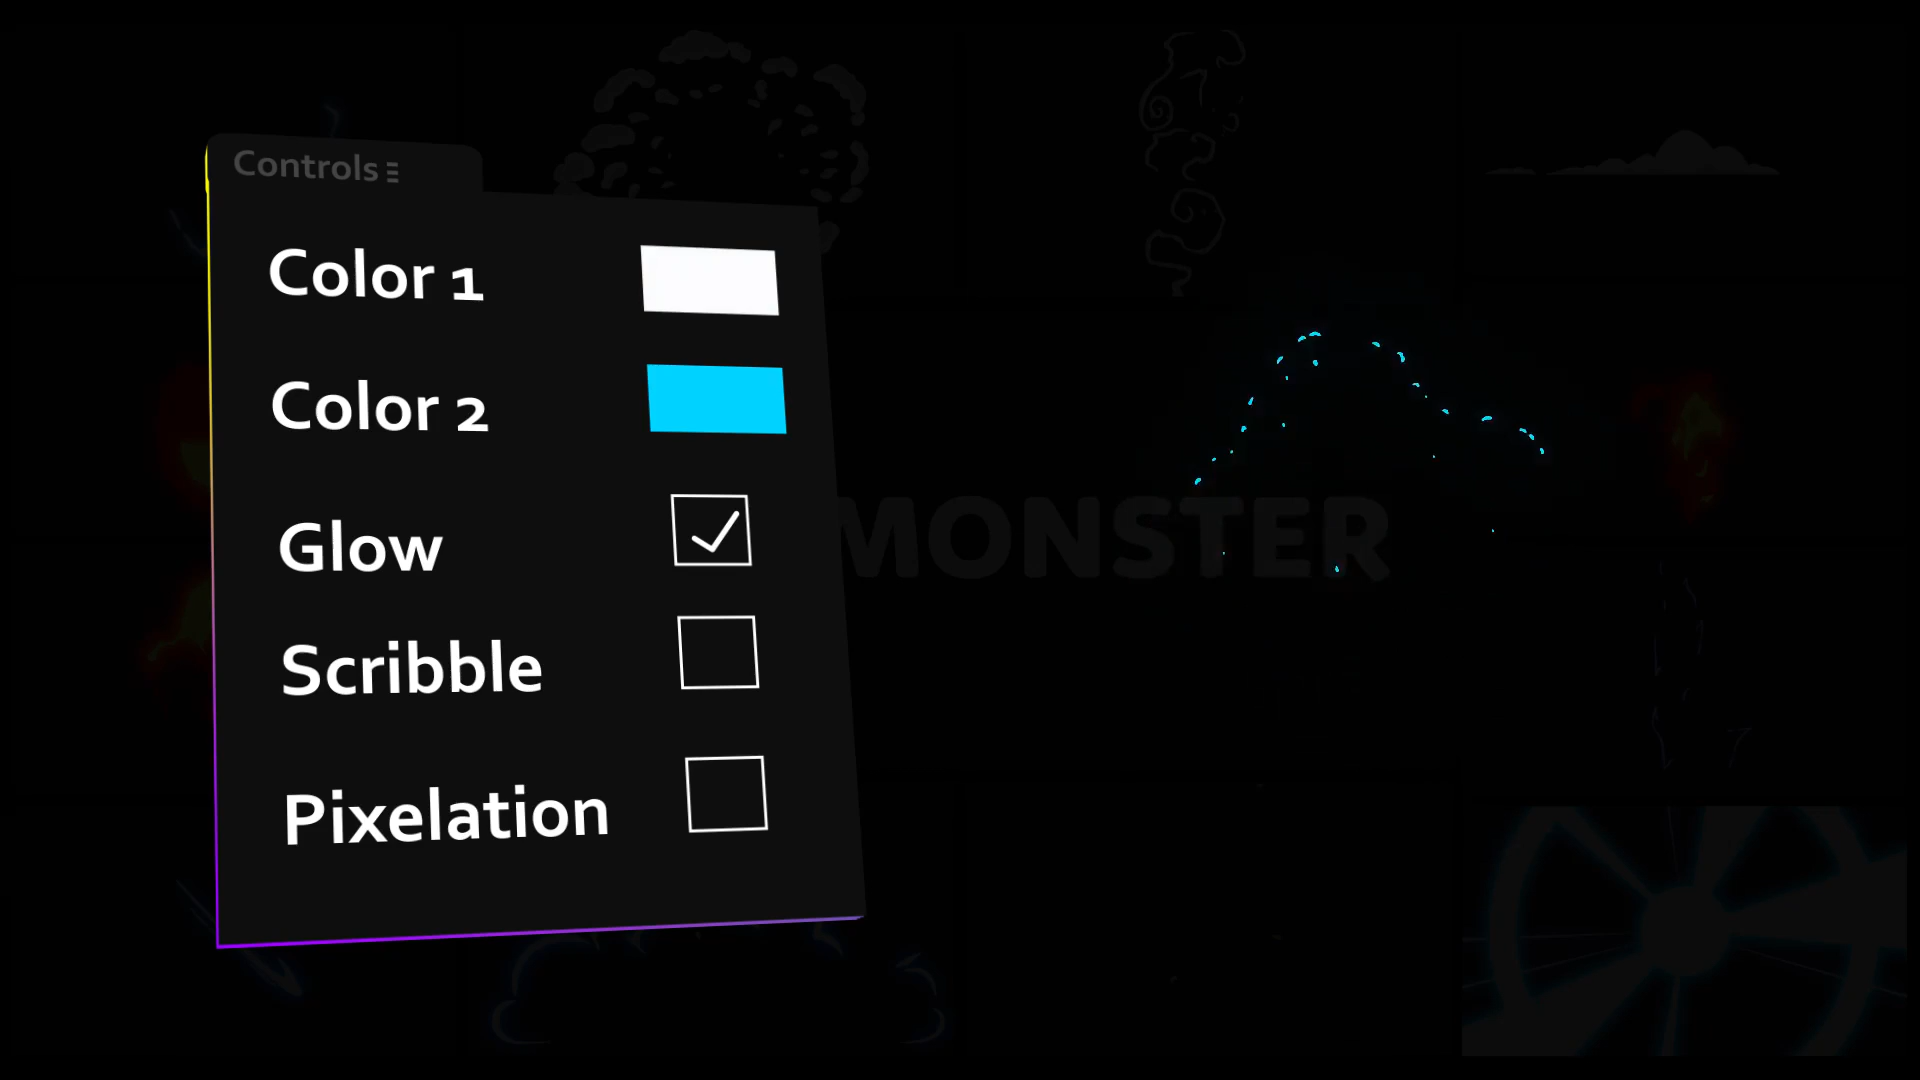 Controls
Color 1
Color 2
Glow
MONSTER
Scribble
Pixelation